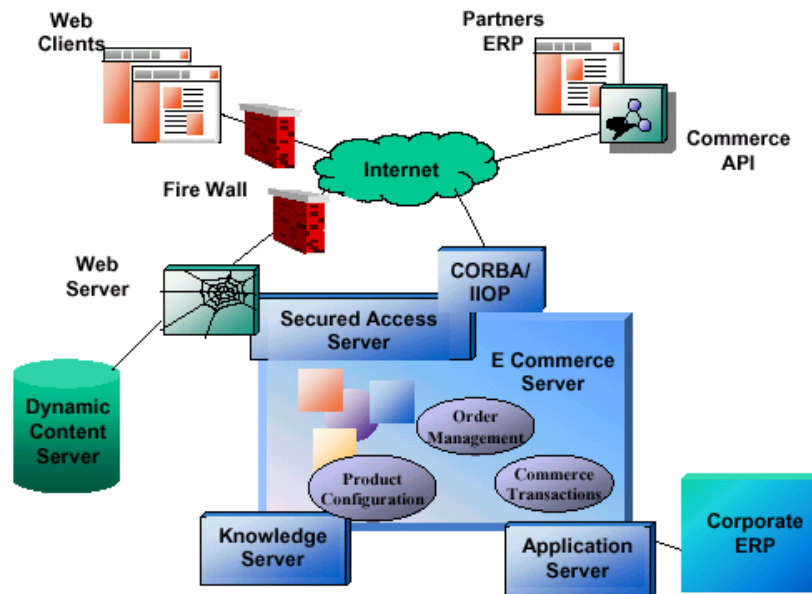 Web
Clients
Partners
ERP
Commerce
API
Internet
Fire Wall
Web
Server
CORBA/
IIOP
Secured Access
Server
E Commerce
Server
Dynamic
Content
Server
Order
Management
Product
Configuration
Commerce
Transactions
Knowledge
Server
Application
Server
Corporate
ERP